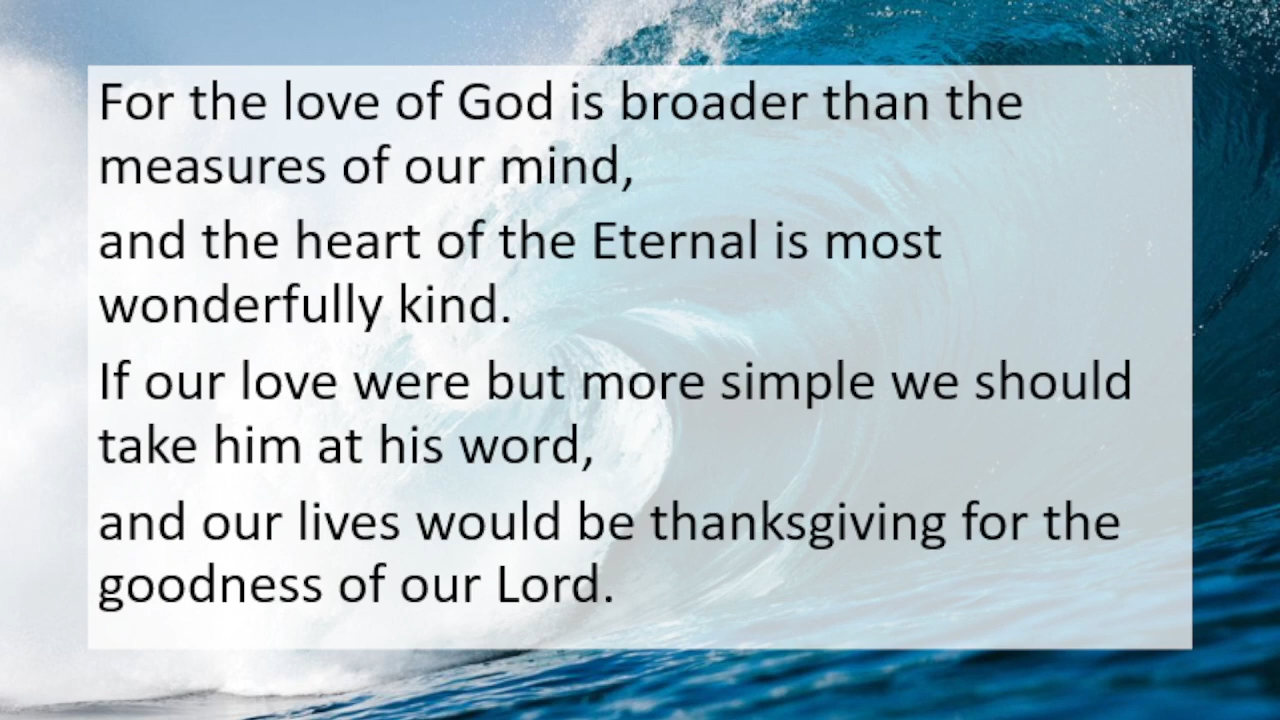 For the love of God is broader than the
measures of our mind,
and the heart of the Eternal is most
wonderfully kind.
If our love were but more simple we should
take him at his word,
and our lives would be thanksgiving for the
goodness of our Lord.